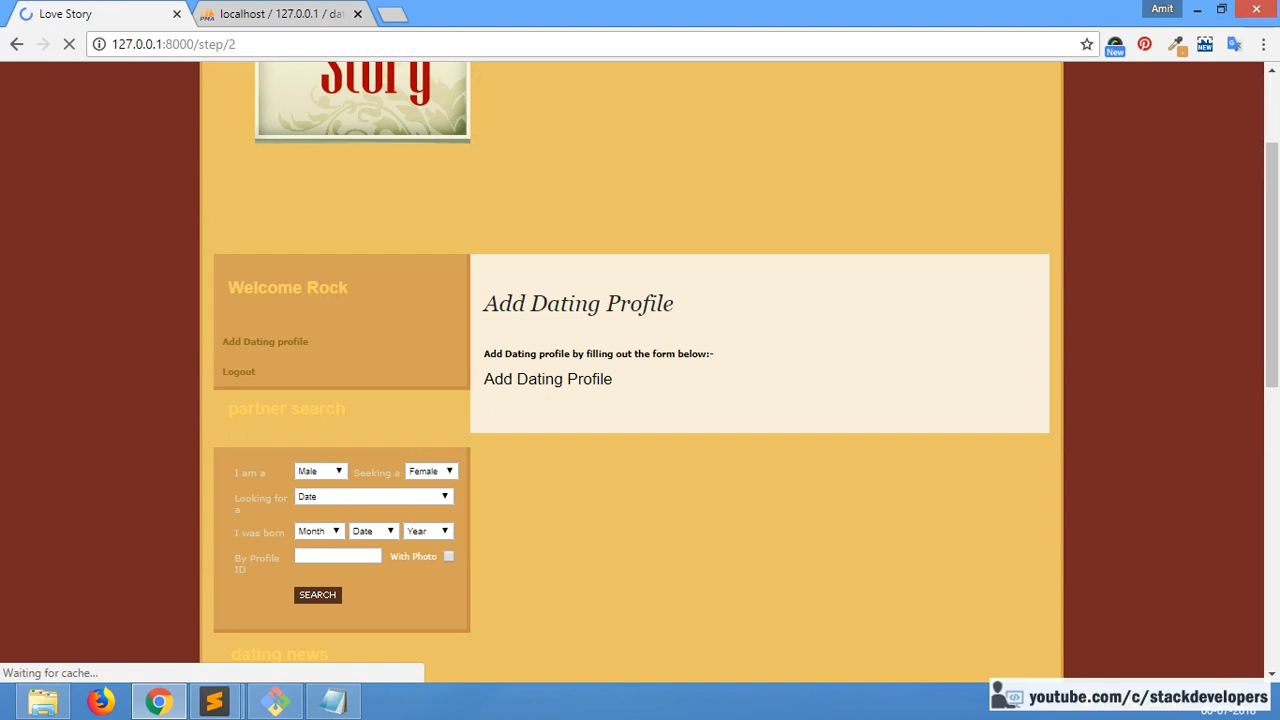 Love Story
localhost / 127.0.0.1 / dat
Amit
127.0.0.1:8000/step/2
New
NEW
Story
Welcome Rock
Add Dating profile
Logout
Add Dating Profile
Add Dating profile by filling out the form below:-
Add Dating Profile
partner search
I am a Male Seeking a Female
Looking for a Date
I was born Month Date Year
By Profile ID With Photo
SEARCH
dating news
Waiting for cache...
youtube.com/c/stackdevelopers